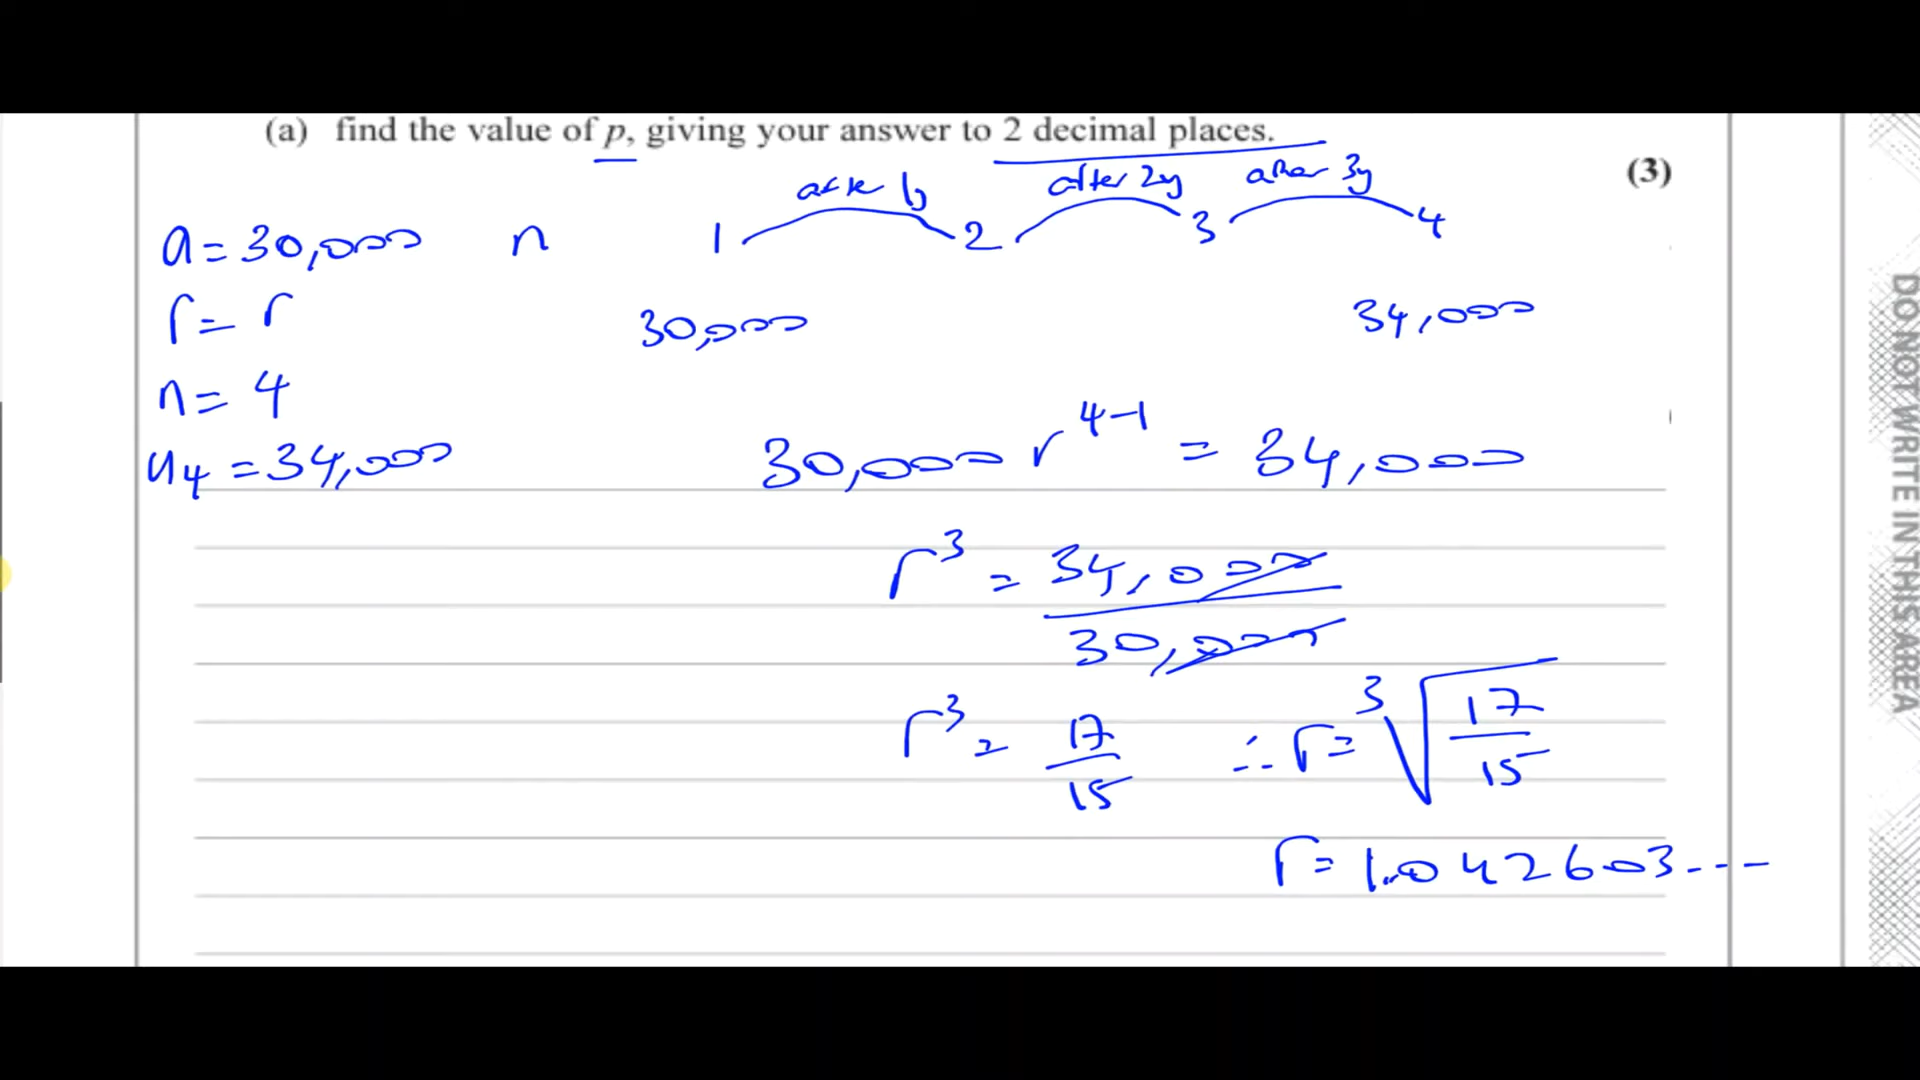 (a) find the value of p, giving your answer to 2 decimal places.
(3)
after 2y after 3y
a = 30,000 n 1 2 3 4
r = r
30,000 34,000
n = 4
u4 = 34,000
30,000 r^4-1 = 34,000
r^3 = 34,000/30,000
r^3 = 17/15 ∴ r = ³√17/15
r = 1.042603...
DO NOT WRITE IN THIS AREA